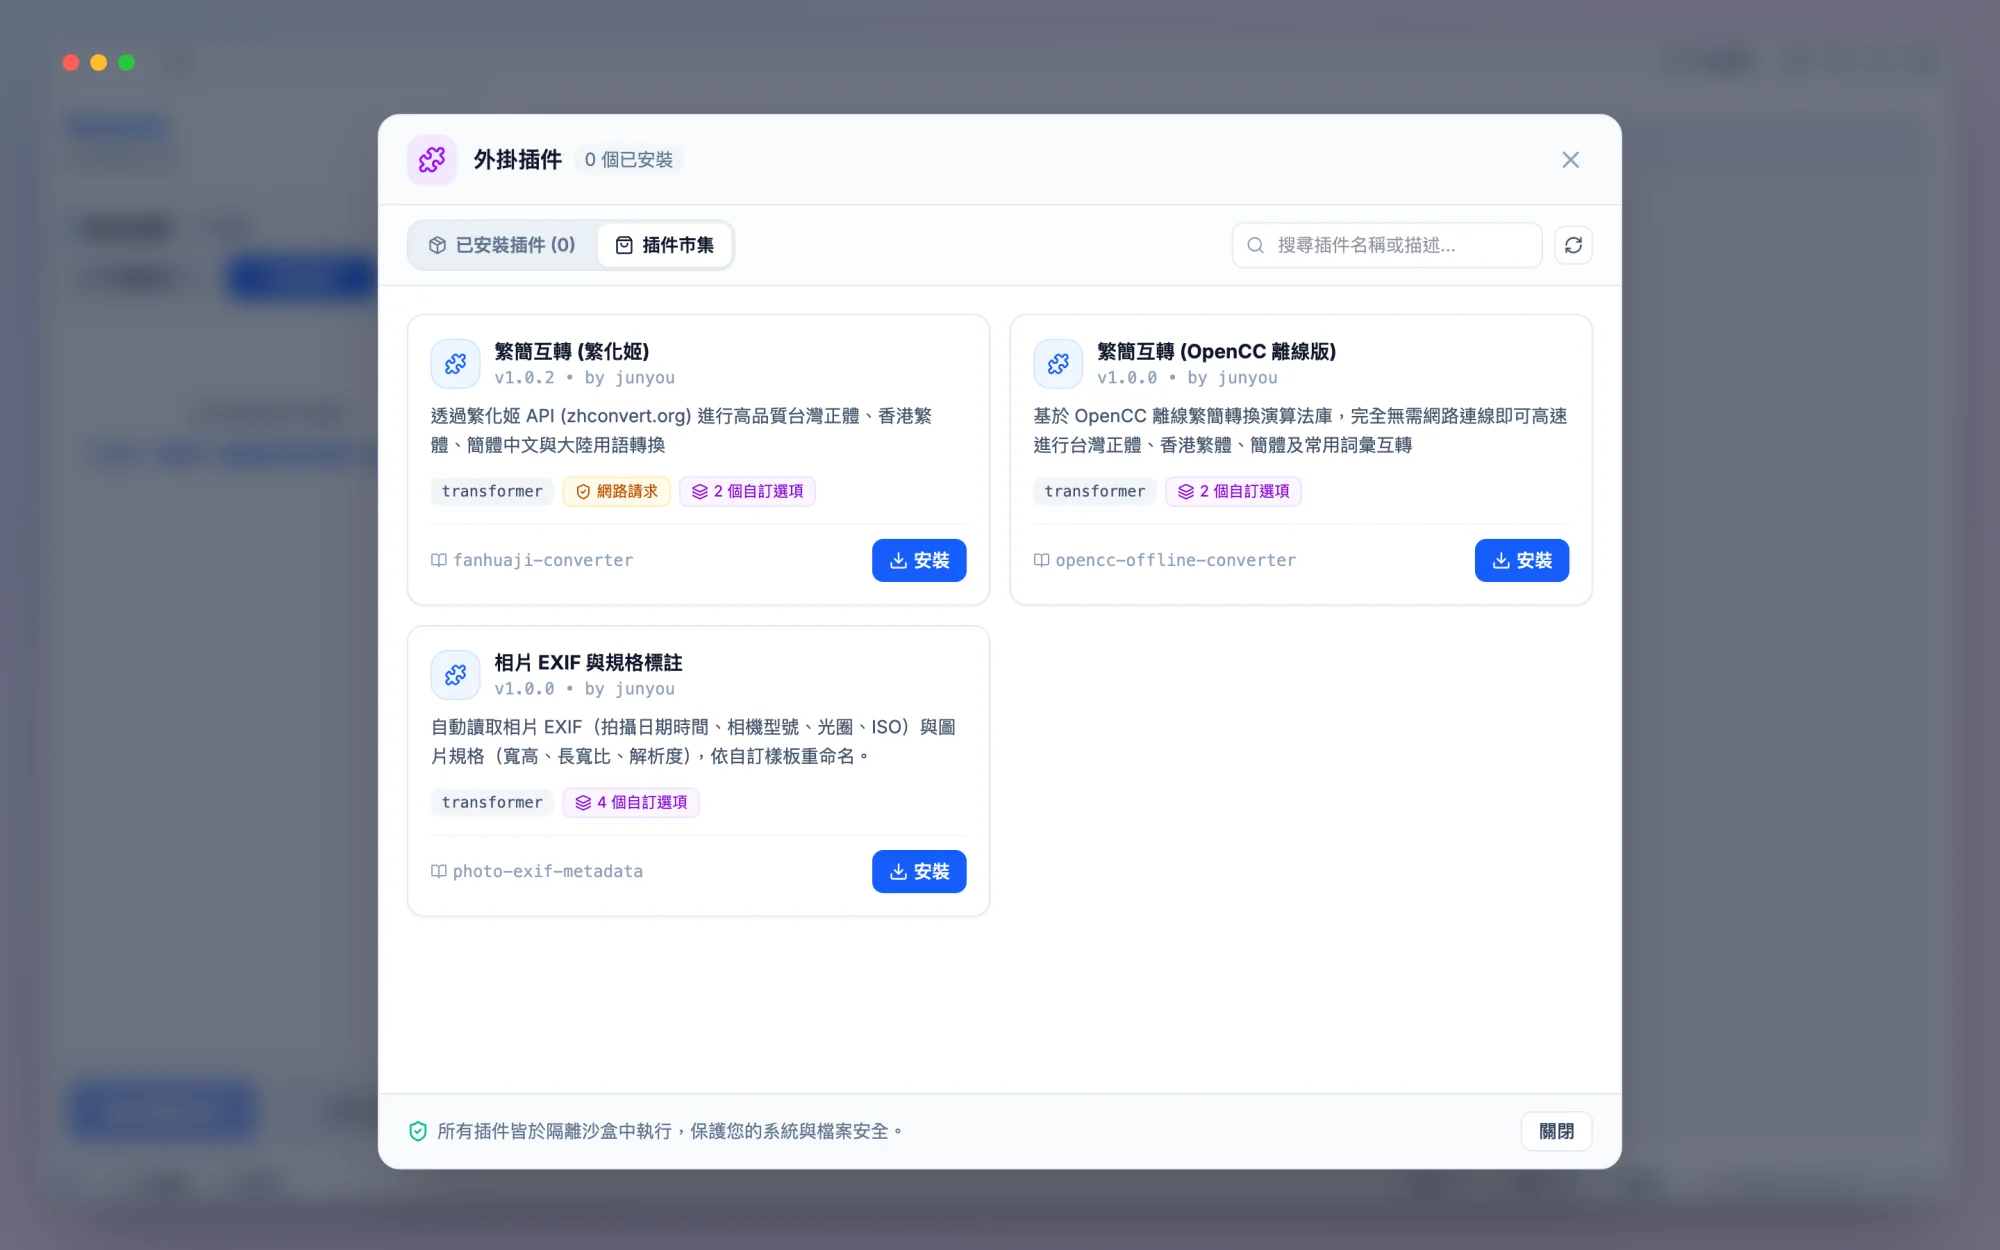 外掛插件
0 個已安裝
已安裝插件 (0)
插件市集
搜尋插件名稱或描述...
繁簡互轉 (繁化姬)
v1.0.2 • by junyou
透過繁化姬 API (zhconvert.org) 進行高品質台灣正體、香港繁
體、簡體中文與大陸用語轉換
transformer
網路請求
2 個自訂選項
fanhuaji-converter
安裝
繁簡互轉 (OpenCC 離線版)
v1.0.0 • by junyou
基於 OpenCC 離線繁簡轉換演算法庫，完全無需網路連線即可高速
進行台灣正體、香港繁體、簡體及常用詞彙互轉
transformer
2 個自訂選項
opencc-offline-converter
安裝
相片 EXIF 與規格標註
v1.0.0 • by junyou
自動讀取相片 EXIF（拍攝日期時間、相機型號、光圈、ISO）與圖
片規格（寬高、長寬比、解析度），依自訂樣板重命名。
transformer
4 個自訂選項
photo-exif-metadata
安裝
所有插件皆於隔離沙盒中執行，保護您的系統與檔案安全。
關閉